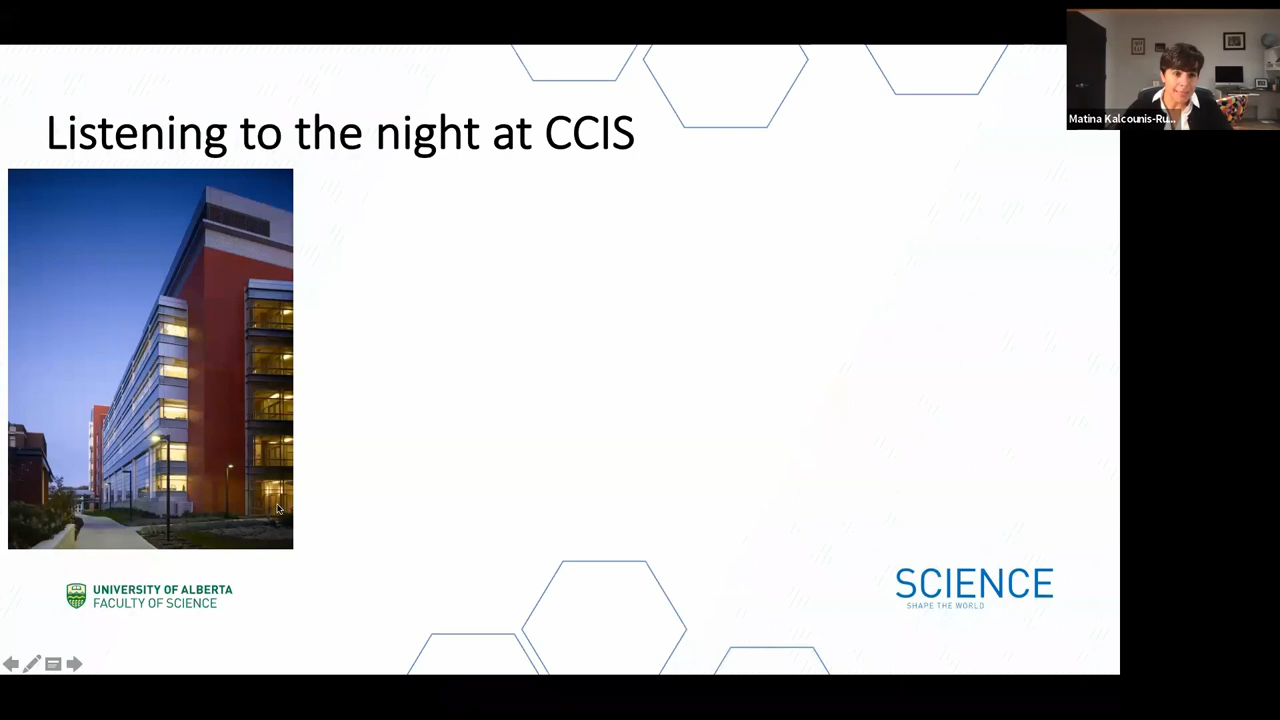 Listening to the night at CCIS
Matina Kalcounis-Ru...
UNIVERSITY OF ALBERTA
FACULTY OF SCIENCE
SCIENCE
SHAPE THE WORLD